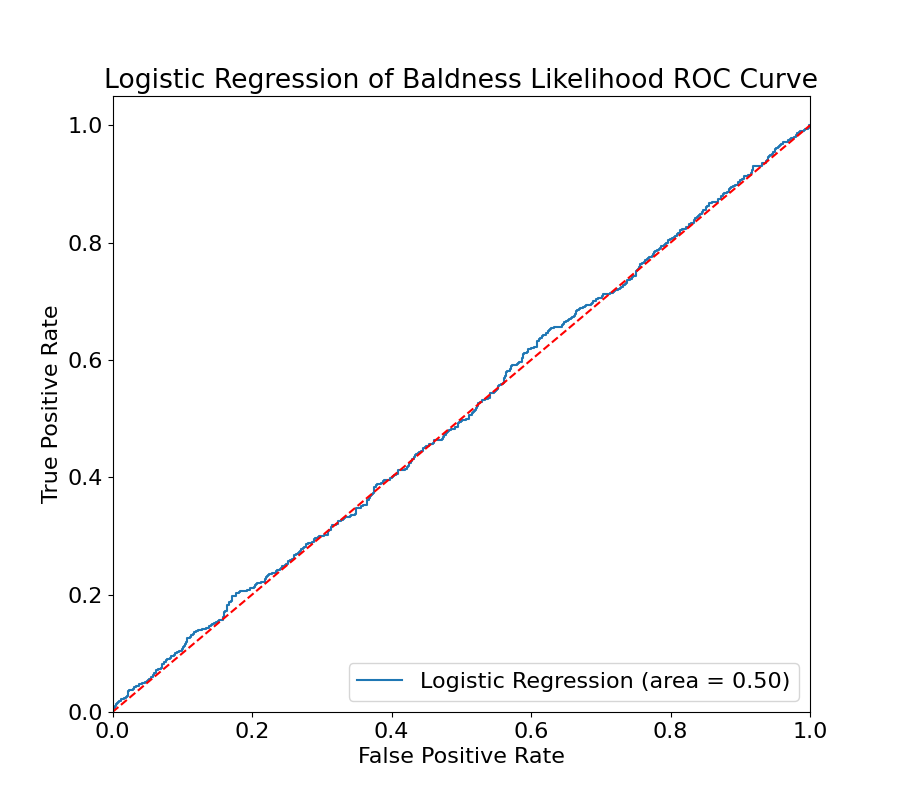 Logistic Regression of Baldness Likelihood ROC Curve
1.0
0.8
0.6
0.4
0.2
0.0
True Positive Rate
Logistic Regression (area = 0.50)
0.0 0.2 0.4 0.6 0.8 1.0
False Positive Rate